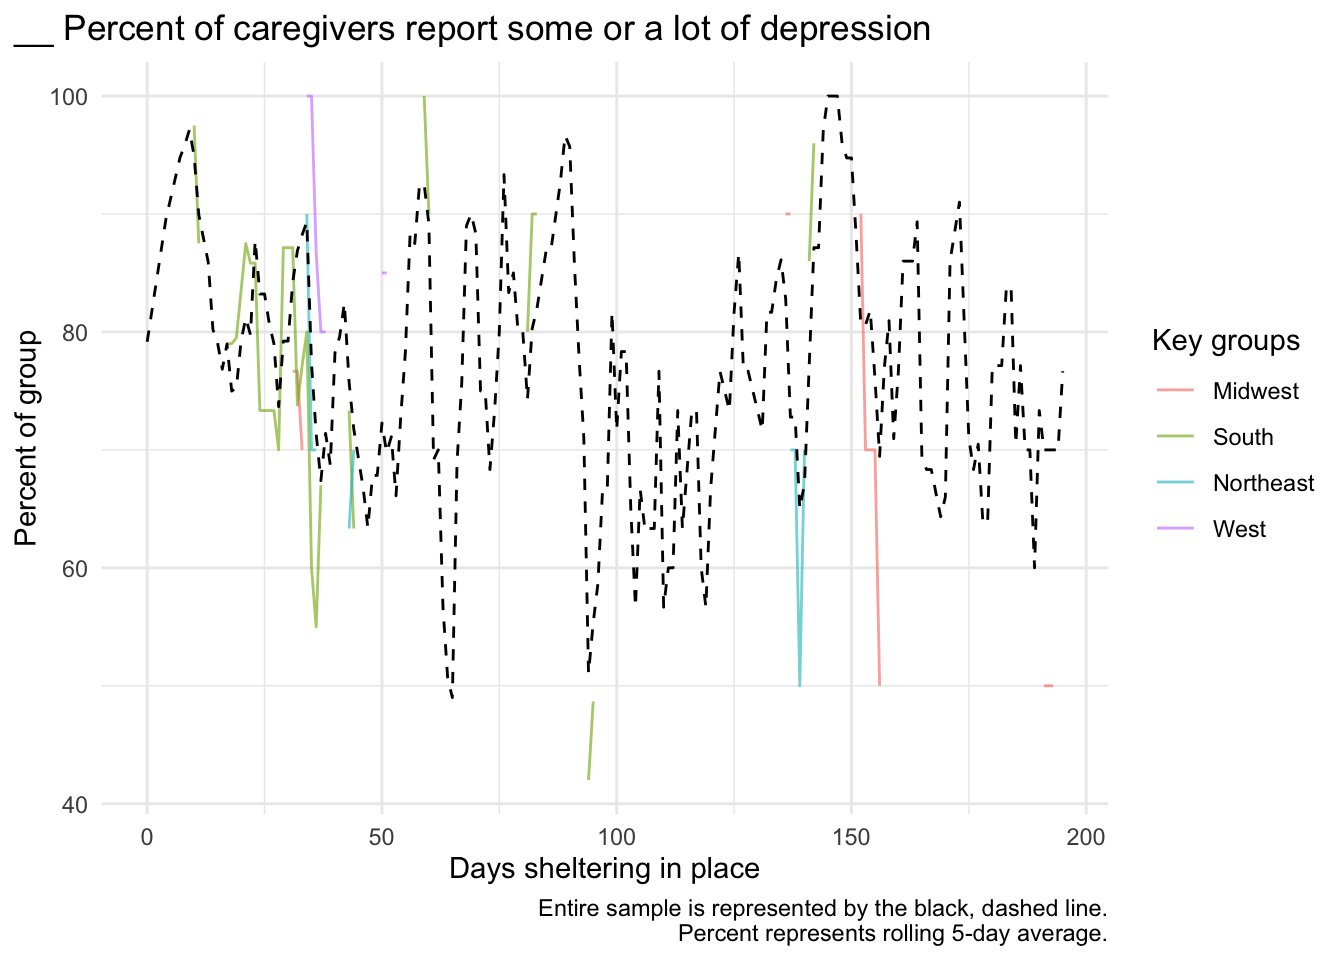 __ Percent of caregivers report some or a lot of depression
Percent of group
100
80
60
40
0
50
100
150
200
Days sheltering in place
Key groups
Midwest
South
Northeast
West
Entire sample is represented by the black, dashed line.
Percent represents rolling 5-day average.